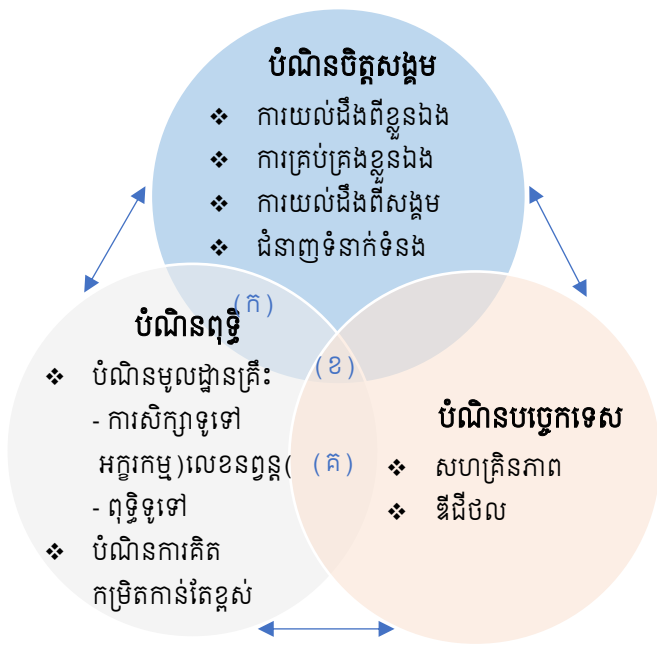 បំណិនចិត្តសង្គម
❖ ការយល់ដឹងពីខ្លួនឯង
❖ ការគ្រប់គ្រងខ្លួនឯង
❖ ការយល់ដឹងពីសង្គម
❖ ជំនាញទំនាក់ទំនង
(ក)
បំណិនពុទ្ធិ
❖ បំណិនមូលដ្ឋានគ្រឹះ
- ការសិក្សាទូទៅ
អក្ខរកម្ម )លេខនព្វន្ត(
- ពុទ្ធិទូទៅ
❖ បំណិនការគិត
កម្រិតកាន់តែខ្ពស់
(ខ)
(គ)
បំណិនបច្ចេកទេស
❖ សហគ្រិនភាព
❖ ឌីជីថល